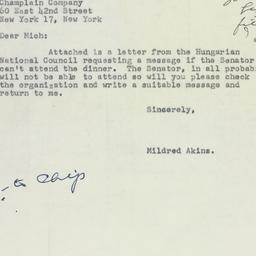 Champlain Company
60 East 42nd Street
New York 17, New York
Dear Mich:
Attached is a letter from the Hungarian
National Council requesting a message if the Senator
can't attend the dinner. The Senator, in all probabi
will not be able to attend so will you please check
the organization and write a suitable message and
return to me.
Sincerely,
Mildred Akins.
to Chip